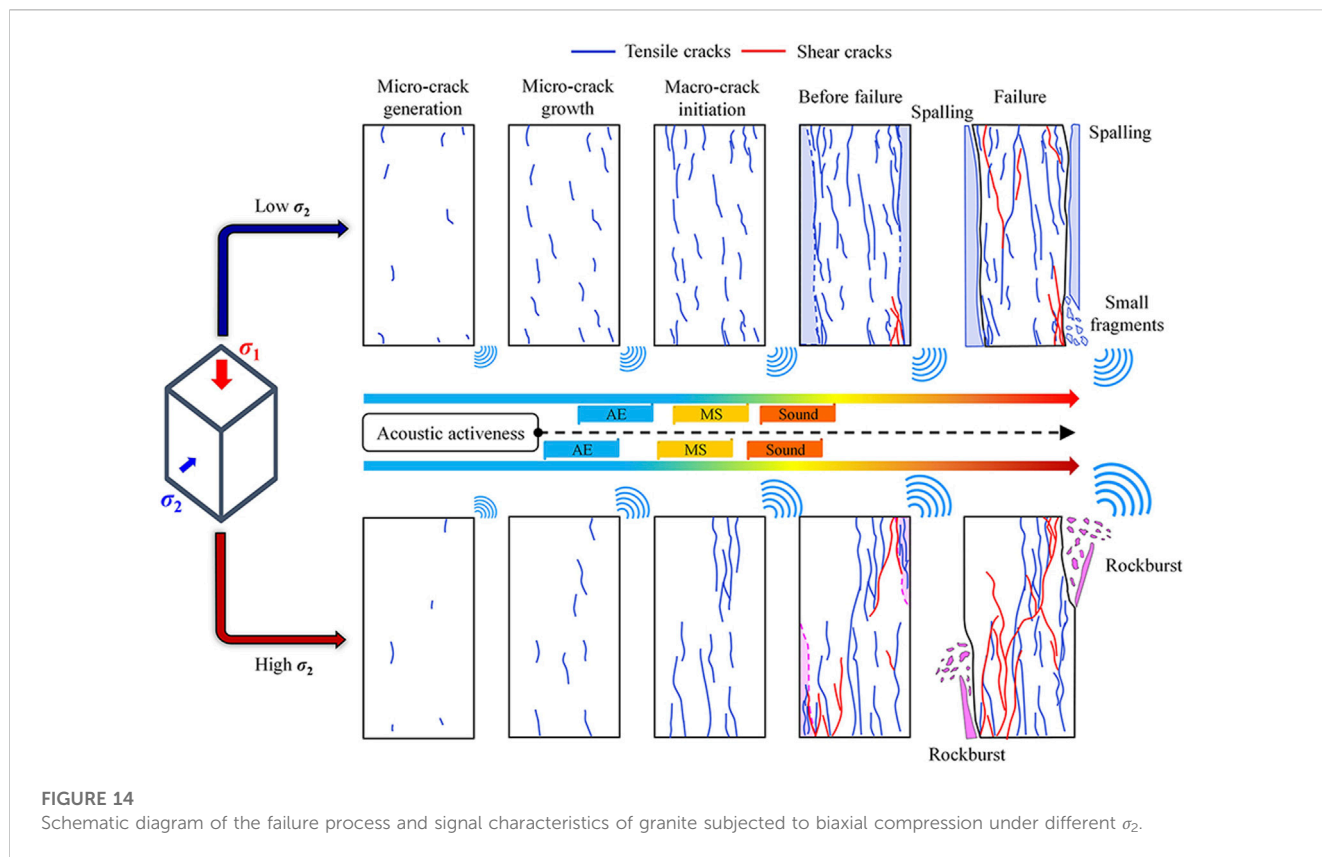 Tensile cracks
Shear cracks
Micro-crack
generation
Micro-crack
growth
Macro-crack
initiation
Before failure
Spalling
Failure
Spalling
Small
fragments
Low σ2
σ1
σ2
High σ2
Acoustic activeness
AE
MS
Sound
AE
MS
Sound
Rockburst
Rockburst
FIGURE 14
Schematic diagram of the failure process and signal characteristics of granite subjected to biaxial compression under different σ2.